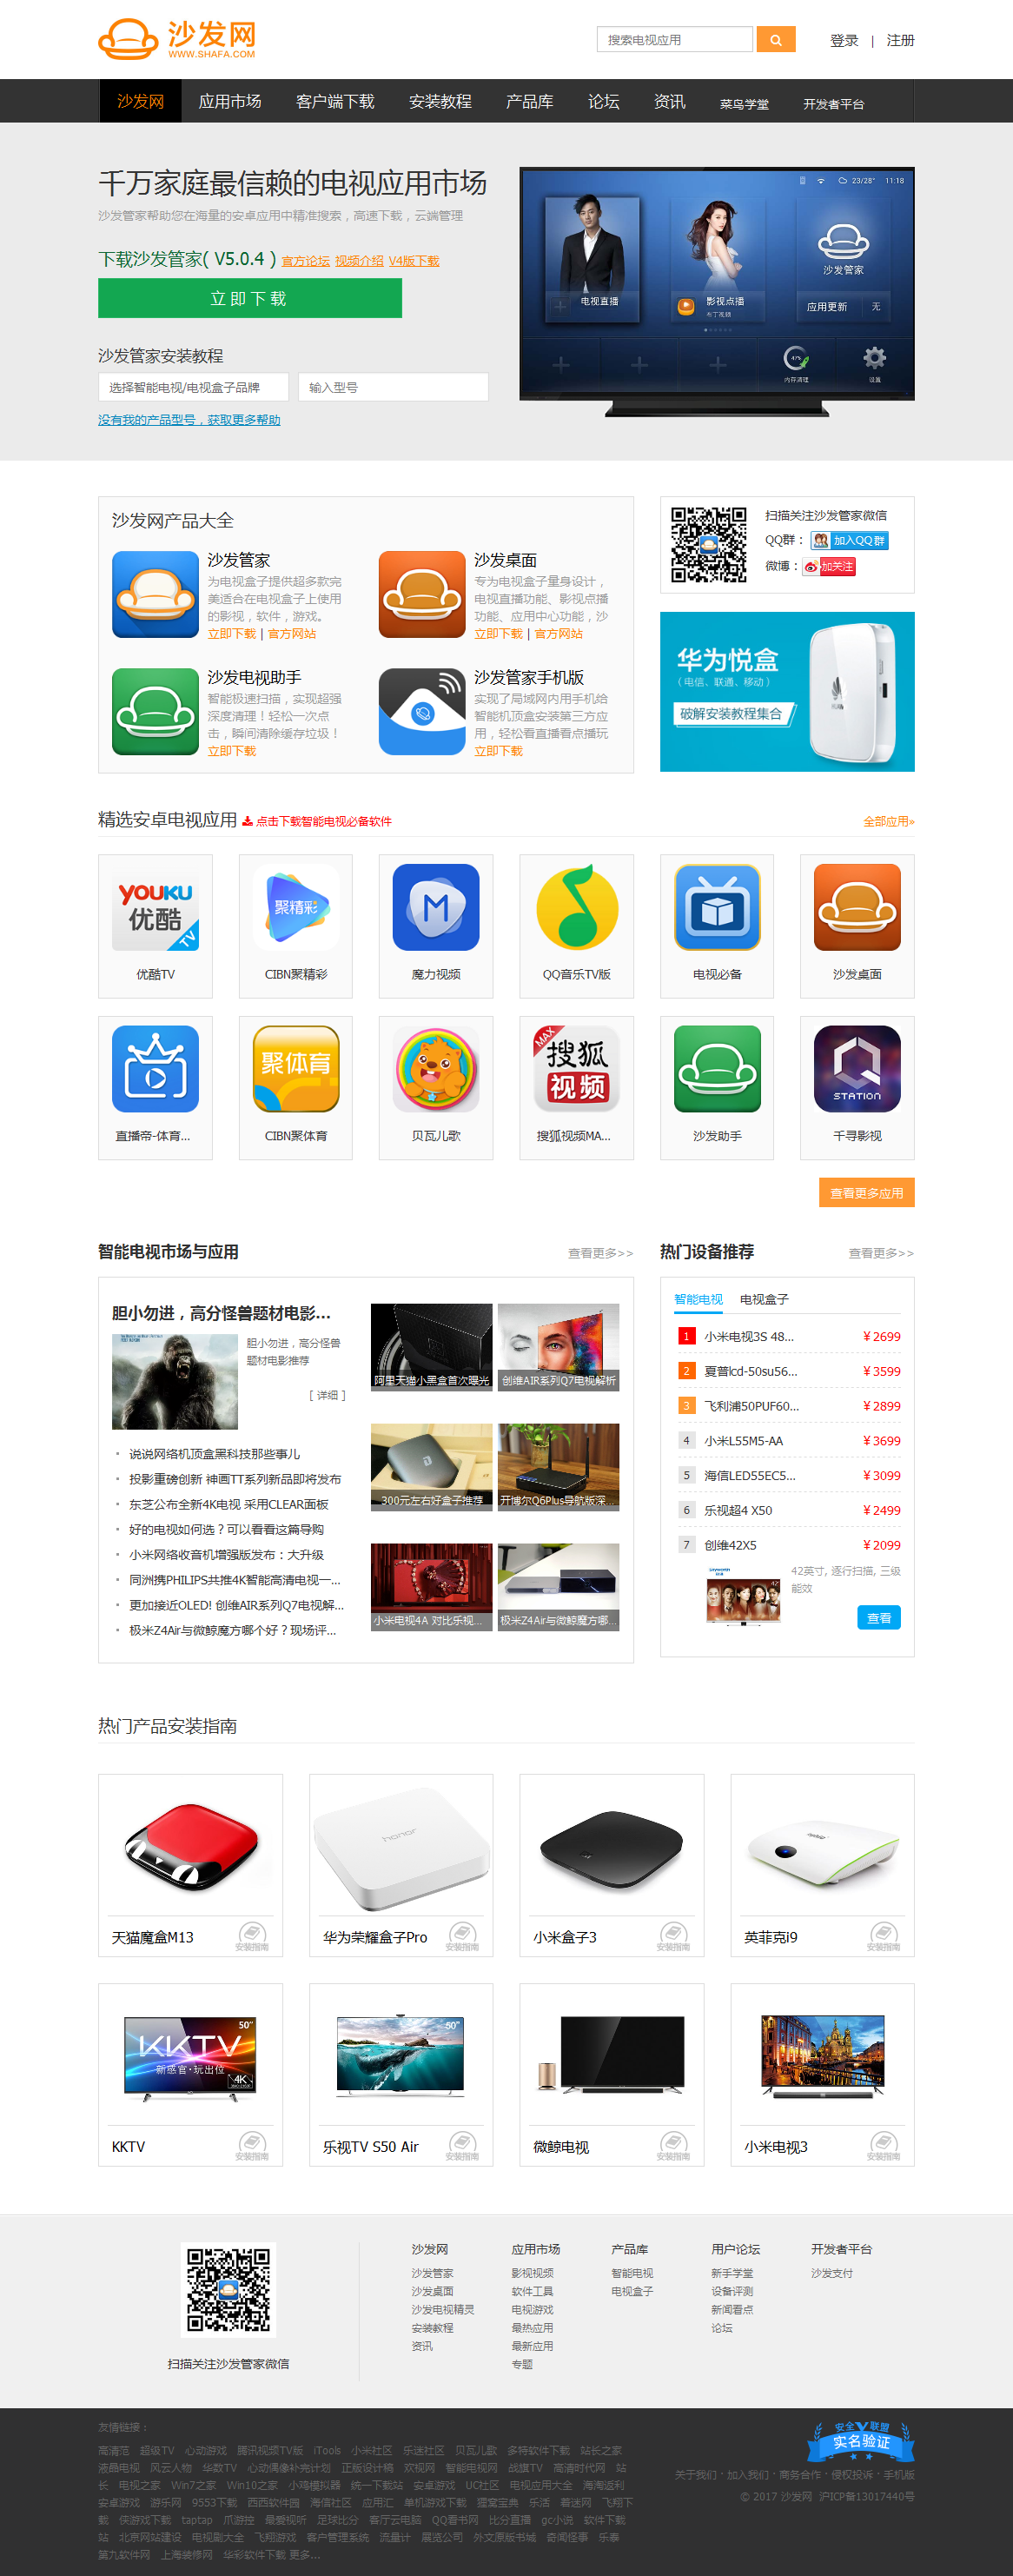 沙发网
WWW.SHAFA.COM
搜索电视应用
登录 | 注册
沙发网 应用市场 客户端下载 安装教程 产品库 论坛 资讯 菜鸟学堂 开发者平台
千万家庭最信赖的电视应用市场
沙发管家帮助您在海量的安卓应用中精准搜索，高速下载，云端管理
下载沙发管家( V5.0.4 ) 官方论坛 视频介绍 V4版下载
立即下载
沙发管家安装教程
选择智能电视/电视盒子品牌 输入型号
没有我的产品型号，获取更多帮助
23/28° 11:18
电视直播
影视点播
布丁视频
沙发管家
应用更新 无
47%
内存清理
设置
沙发网产品大全
沙发管家
为电视盒子提供超多款完
美适合在电视盒子上使用
的影视，软件，游戏。
立即下载 | 官方网站
沙发桌面
专为电视盒子量身设计，
电视直播功能、影视点播
功能、应用中心功能，沙
立即下载 | 官方网站
沙发电视助手
智能极速扫描，实现超强
深度清理！轻松一次点
击，瞬间清除缓存垃圾！
立即下载
沙发管家手机版
实现了局域网内用手机给
智能机顶盒安装第三方应
用，轻松看直播看点播玩
立即下载
扫描关注沙发管家微信
QQ群： 加入QQ群
微博： 加关注
华为悦盒
（电信、联通、移动）
破解安装教程集合
精选安卓电视应用 点击下载智能电视必备软件
全部应用»
YOUKU
优酷
TV
聚精彩
M
优酷TV CIBN聚精彩 魔力视频 QQ音乐TV版 电视必备 沙发桌面
聚体育
MAX
搜狐
视频
STATION
直播帝-体育... CIBN聚体育 贝瓦儿歌 搜狐视频MA... 沙发助手 千寻影视
查看更多应用
智能电视市场与应用 查看更多>>
胆小勿进，高分怪兽题材电影...
胆小勿进，高分怪兽
题材电影推荐
[ 详细 ]
说说网络机顶盒黑科技那些事儿
投影重磅创新 神画TT系列新品即将发布
东芝公布全新4K电视 采用CLEAR面板
好的电视如何选？可以看看这篇导购
小米网络收音机增强版发布：大升级
同洲携PHILIPS共推4K智能高清电视一...
更加接近OLED! 创维AIR系列Q7电视解...
极米Z4Air与微鲸魔方哪个好？现场评...
阿里天猫小黑盒首次曝光 创维AIR系列Q7电视解析
300元左右好盒子推荐 开博尔Q6Plus导航版深...
小米电视4A 对比乐视... 极米Z4Air与微鲸魔方哪...
热门设备推荐 查看更多>>
智能电视 电视盒子
1 小米电视3S 48... ￥2699
2 夏普lcd-50su56... ￥3599
3 飞利浦50PUF60... ￥2899
4 小米L55M5-AA ￥3699
5 海信LED55EC5... ￥3099
6 乐视超4 X50 ￥2499
7 创维42X5 ￥2099
42英寸, 逐行扫描, 三级
能效
查看
热门产品安装指南
honor
天猫魔盒M13 安装指南
华为荣耀盒子Pro 安装指南
小米盒子3 安装指南
英菲克i9 安装指南
50”
KKTV
新感官·玩出位
4K
50”
KKTV 安装指南
乐视TV S50 Air 安装指南
微鲸电视 安装指南
小米电视3 安装指南
扫描关注沙发管家微信
沙发网
沙发管家
沙发桌面
沙发电视精灵
安装教程
资讯
应用市场
影视视频
软件工具
电视游戏
最热应用
最新应用
专题
产品库
智能电视
电视盒子
用户论坛
新手学堂
设备评测
新闻看点
论坛
开发者平台
沙发支付
友情链接：
高清范 超级TV 心动游戏 腾讯视频TV版 iTools 小米社区 乐迷社区 贝瓦儿歌 多特软件下载 站长之家
液晶电视 风云人物 华数TV 心动偶像补完计划 正版设计稿 欢视网 智能电视网 战旗TV 高清时代网 站
长 电视之家 Win7之家 Win10之家 小鸡模拟器 统一下载站 安卓游戏 UC社区 电视应用大全 海淘返利
安卓游戏 游乐网 9553下载 西西软件园 海信社区 应用汇 单机游戏下载 狸窝宝典 乐活 着迷网 飞翔下
载 侠游戏下载 taptap 爪游控 最爱视听 足球比分 客厅云电脑 QQ看书网 比分直播 gc小说 软件下载
站 北京网站建设 电视剧大全 飞翔游戏 客户管理系统 流量计 展览公司 外文原版书城 奇闻怪事 乐泰
第九软件网 上海装修网 华彩软件下载 更多...
安全联盟
实名验证
关于我们 · 加入我们 · 商务合作 · 侵权投诉 · 手机版
© 2017 沙发网 沪ICP备13017440号